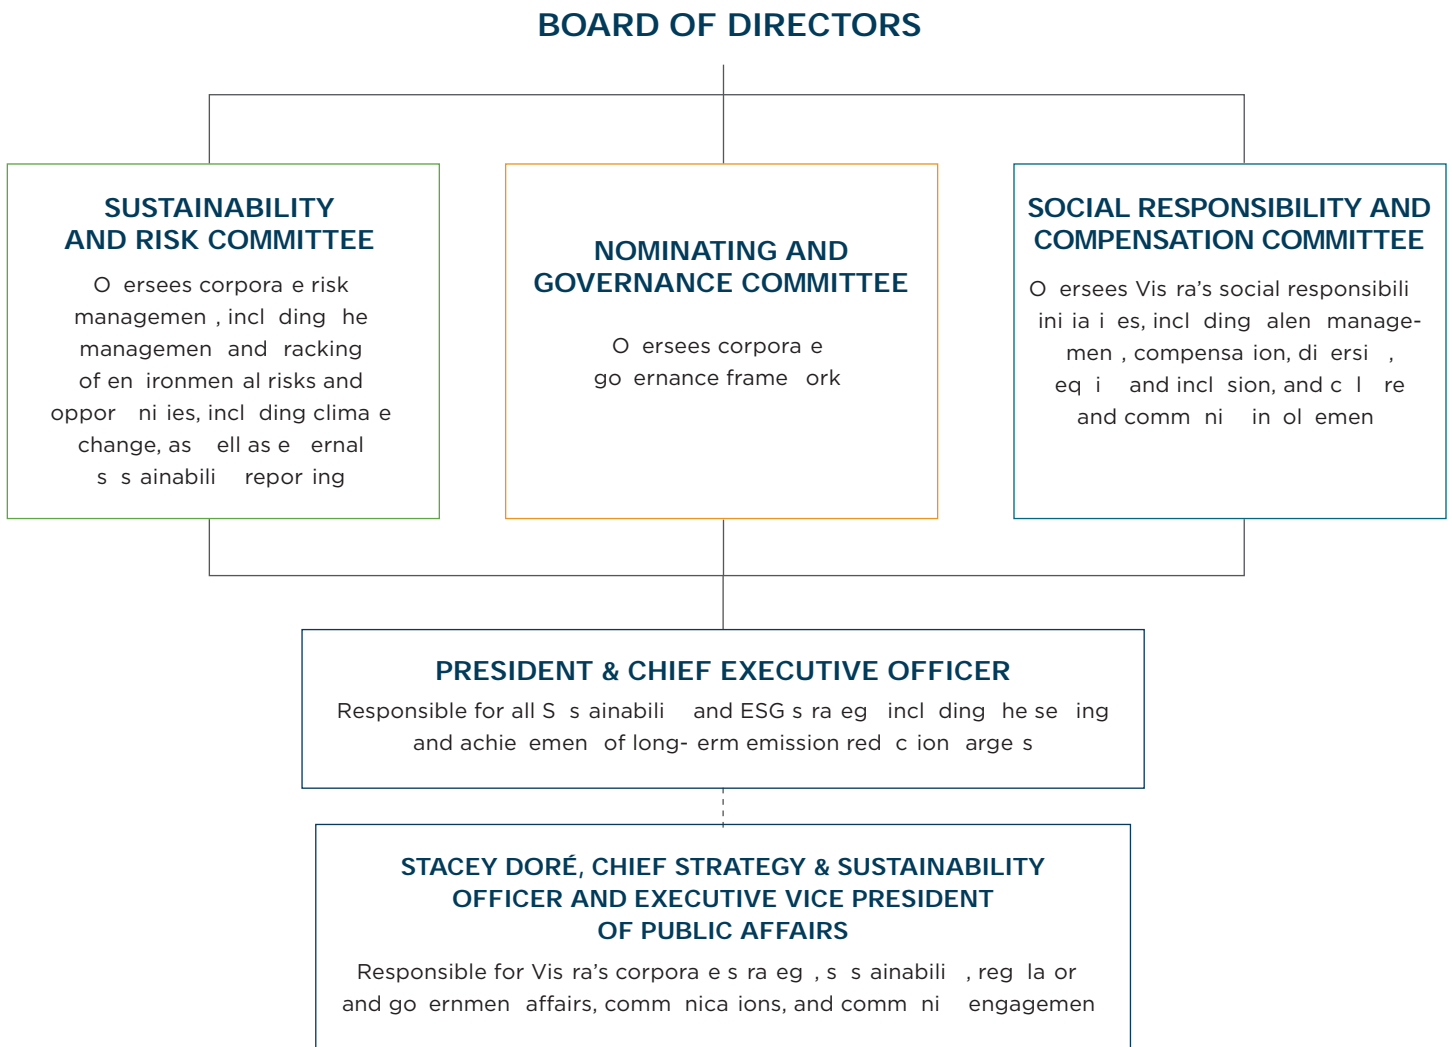 BOARD OF DIRECTORS
SUSTAINABILITY
AND RISK COMMITTEE
O ersees corpora e risk
managemen , incl ding he
managemen and racking
of en ironmen al risks and
oppor ni ies, incl ding clima e
change, as ell as e ernal
s s ainabili repor ing
NOMINATING AND
GOVERNANCE COMMITTEE
O ersees corpora e
go ernance frame ork
SOCIAL RESPONSIBILITY AND
COMPENSATION COMMITTEE
O ersees Vis ra’s social responsibili
ini ia i es, incl ding alen manage-
men , compensa ion, di ersi ,
eq i and incl sion, and c l re
and comm ni in ol emen
PRESIDENT & CHIEF EXECUTIVE OFFICER
Responsible for all S s ainabili and ESG s ra eg incl ding he se ing
and achie emen of long- erm emission red c ion arge s
STACEY DORÉ, CHIEF STRATEGY & SUSTAINABILITY
OFFICER AND EXECUTIVE VICE PRESIDENT
OF PUBLIC AFFAIRS
Responsible for Vis ra’s corpora e s ra eg , s s ainabili , reg la or
and go ernmen affairs, comm nica ions, and comm ni engagemen